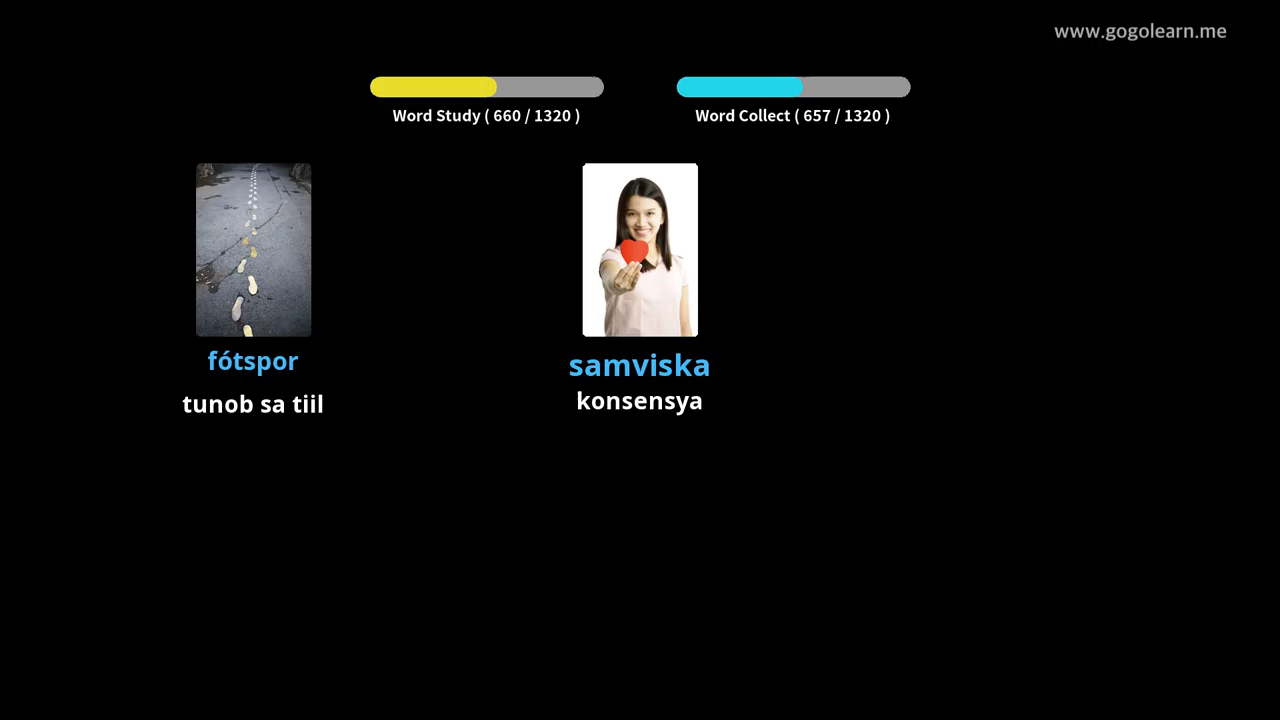 www.gogolearn.me
Word Study ( 660 / 1320 )
Word Collect ( 657 / 1320 )
fótspor
tunob sa tiil
samviska
konsensya